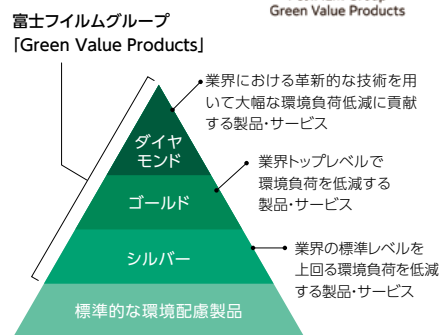 Green Value Products
富士フイルムグループ
「Green Value Products」
業界における革新的な技術を用
いて大幅な環境負荷低減に貢献
する製品・サービス
ダイヤ
モンド
業界トップレベルで
環境負荷を低減する
製品・サービス
ゴールド
業界の標準レベルを
上回る環境負荷を低減
する製品・サービス
シルバー
標準的な環境配慮製品